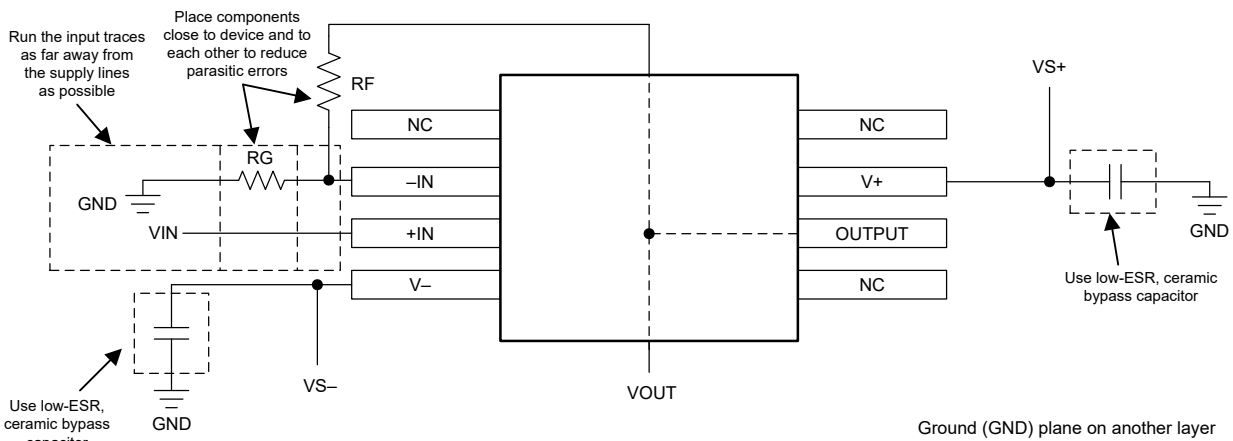 Run the input traces
as far away from
the supply lines
as possible
Place components
close to device and to
each other to reduce
parasitic errors
RF
VS+
NC
NC
RG
–IN
V+
GND
VIN
+IN
OUTPUT
GND
V–
NC
Use low-ESR, ceramic
bypass capacitor
VS–
VOUT
GND
Use low-ESR,
ceramic bypass
capacitor
Ground (GND) plane on another layer